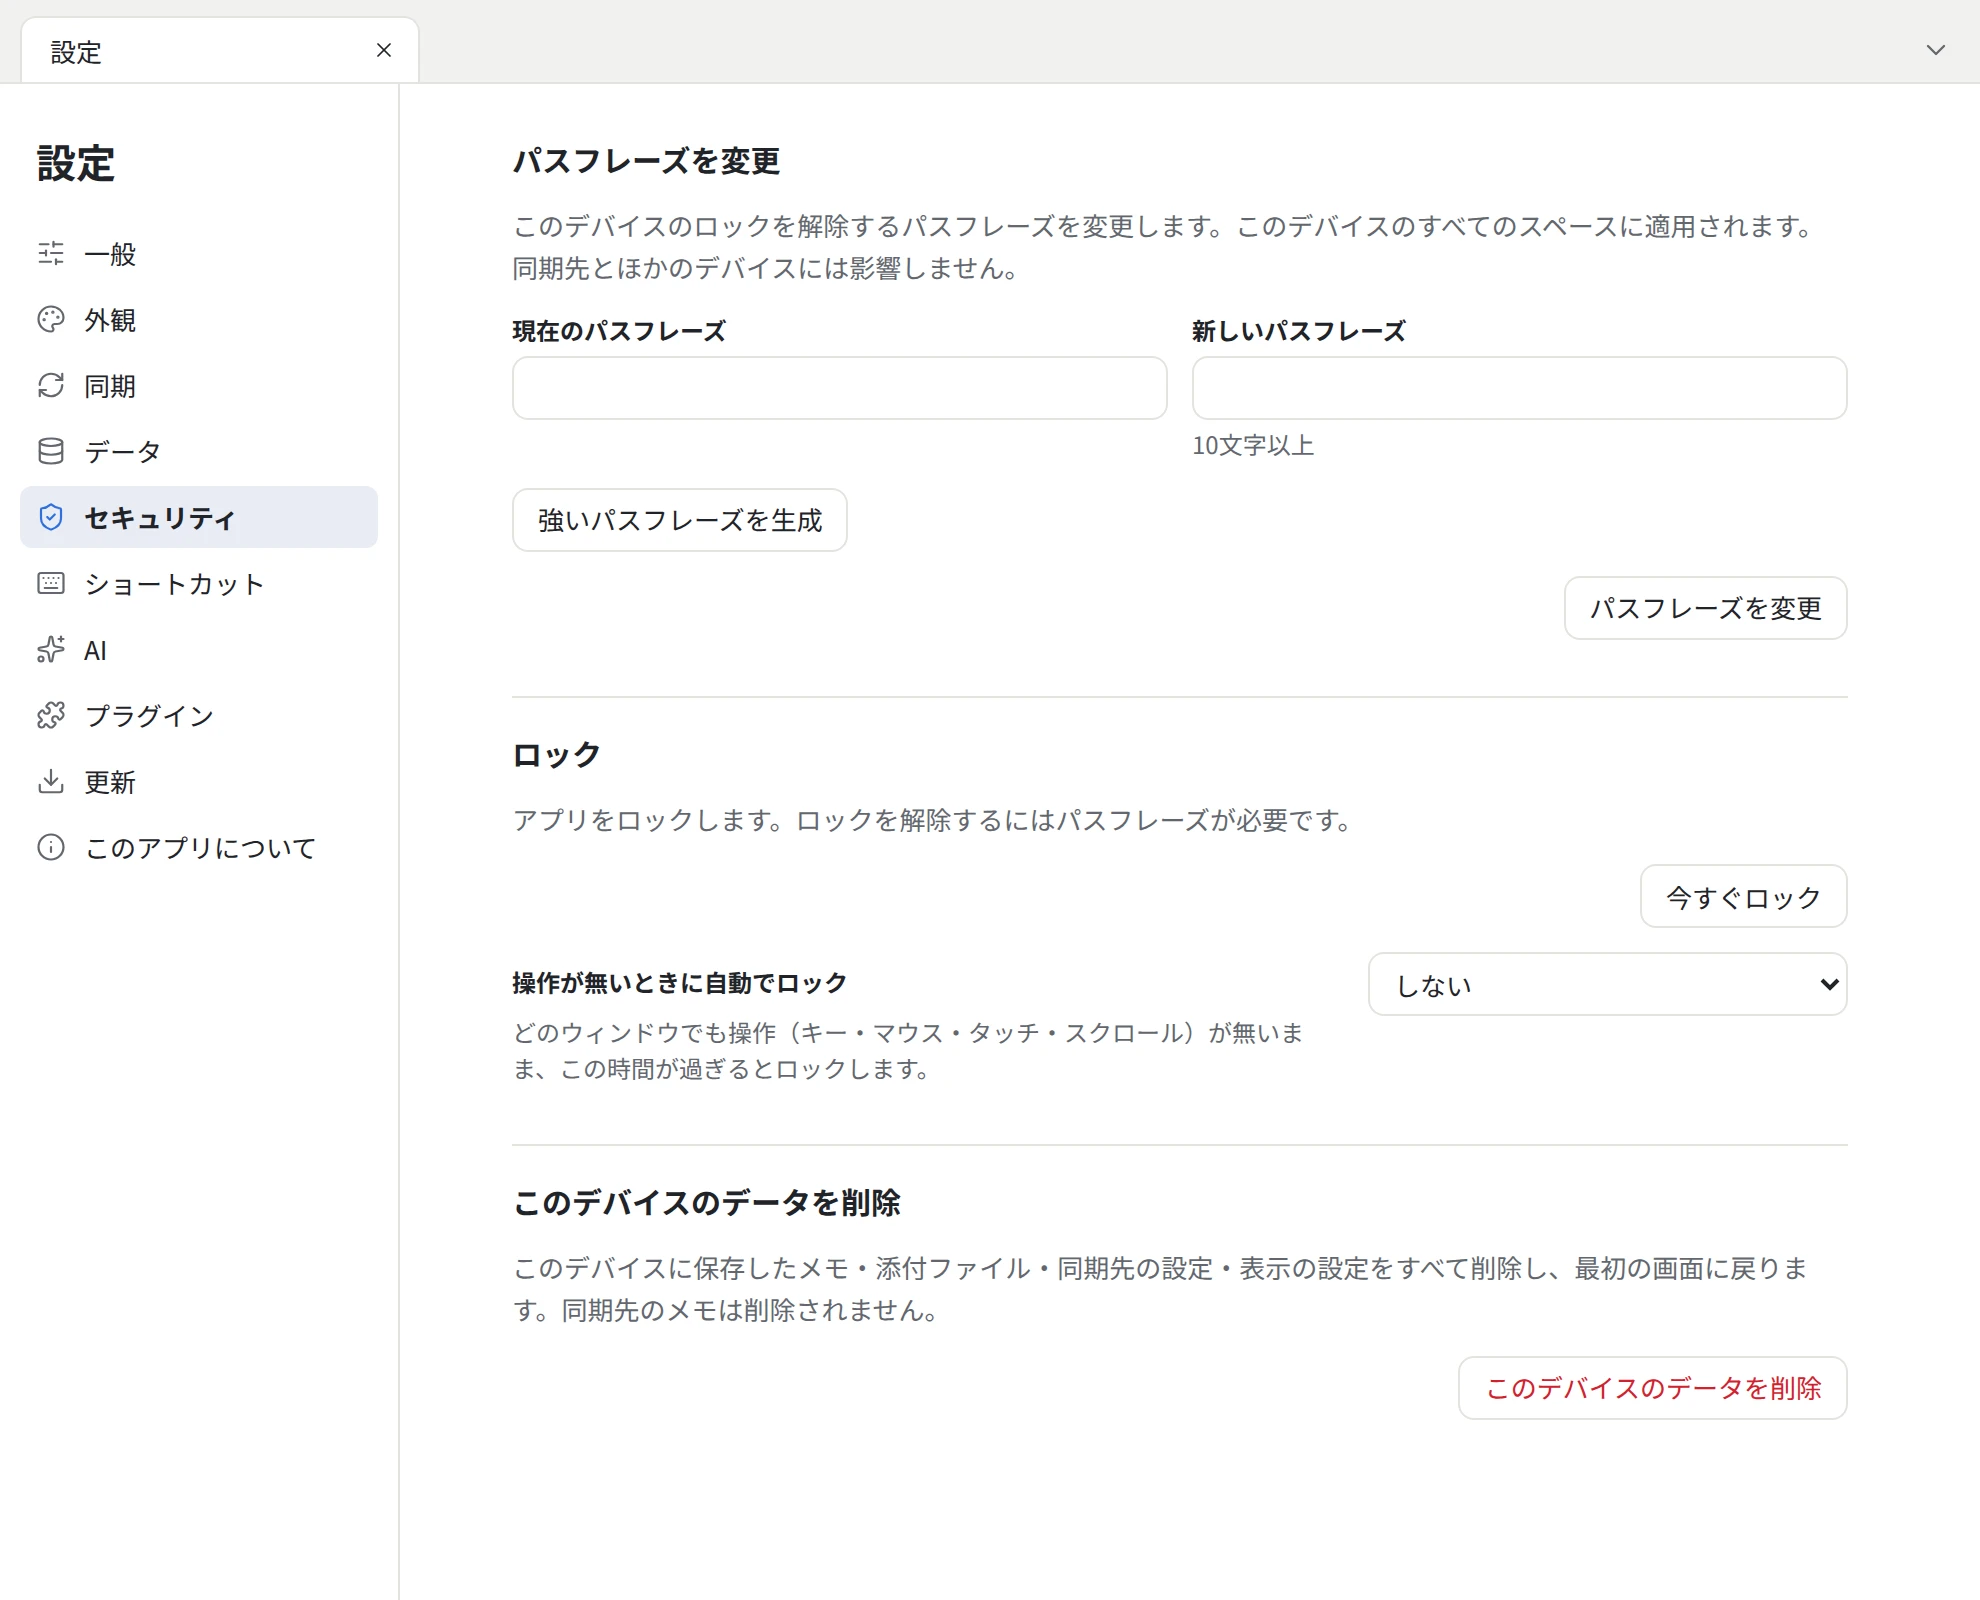 設定
設定
一般
外観
同期
データ
セキュリティ
ショートカット
AI
プラグイン
更新
このアプリについて
パスフレーズを変更
このデバイスのロックを解除するパスフレーズを変更します。このデバイスのすべてのスペースに適用されます。
同期先とほかのデバイスには影響しません。
現在のパスフレーズ
新しいパスフレーズ
10文字以上
強いパスフレーズを生成
パスフレーズを変更
ロック
アプリをロックします。ロックを解除するにはパスフレーズが必要です。
今すぐロック
操作が無いときに自動でロック
しない
どのウィンドウでも操作（キー・マウス・タッチ・スクロール）が無いまま
ま、この時間が過ぎるとロックします。
このデバイスのデータを削除
このデバイスに保存したメモ・添付ファイル・同期先の設定・表示の設定をすべて削除し、最初の画面に戻りま
す。同期先のメモは削除されません。
このデバイスのデータを削除